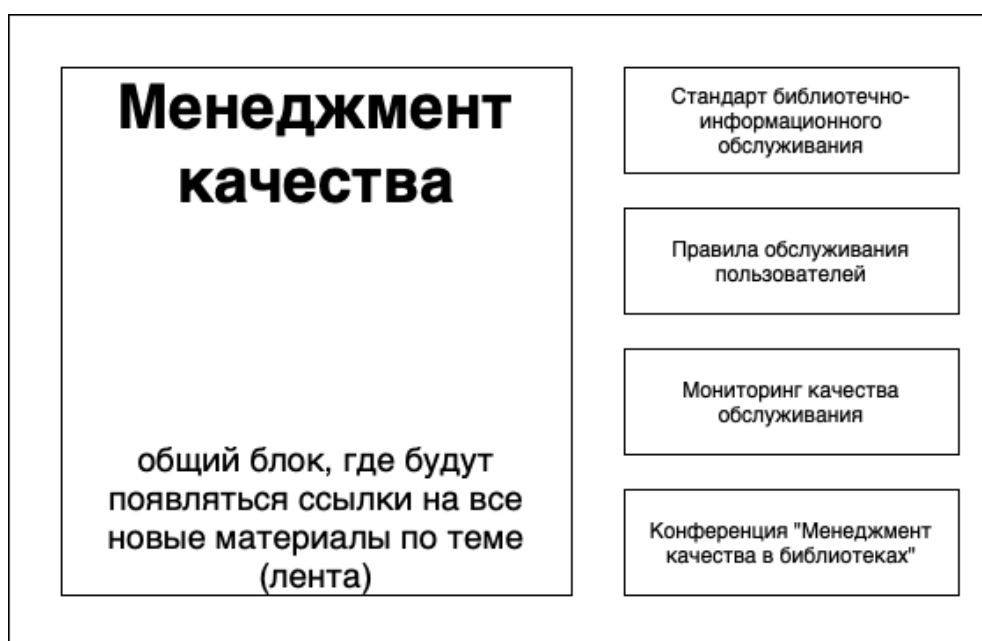 Менеджмент
качества
общий блок, где будут
появляться ссылки на все
новые материалы по теме
(лента)
Стандарт библиотечно-
информационного
обслуживания
Правила обслуживания
пользователей
Мониторинг качества
обслуживания
Конференция "Менеджмент
качества в библиотеках"